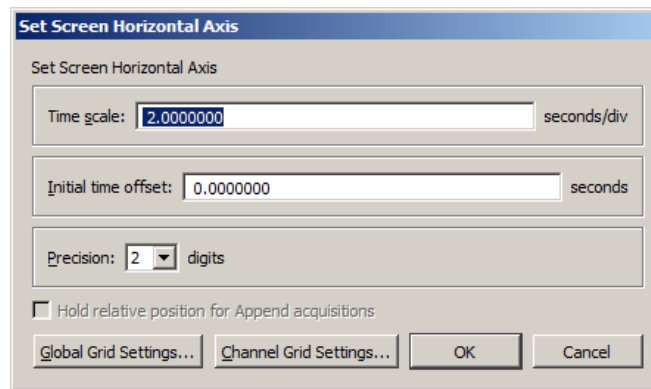 Set Screen Horizontal Axis
Set Screen Horizontal Axis
Time scale: 2.0000000 seconds/div
Initial time offset: 0.0000000 seconds
Precision: 2 digits
Hold relative position for Append acquisitions
Global Grid Settings... Channel Grid Settings... OK Cancel